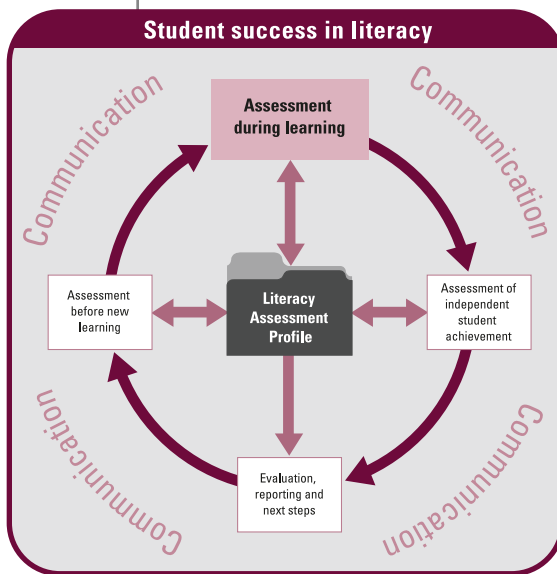 Student success in literacy
Communication
Communication
Assessment
during learning
Assessment
before new
learning
Literacy
Assessment
Profile
Assessment of
independent
student
achievement
Evaluation,
reporting and
next steps
Communication
Communication